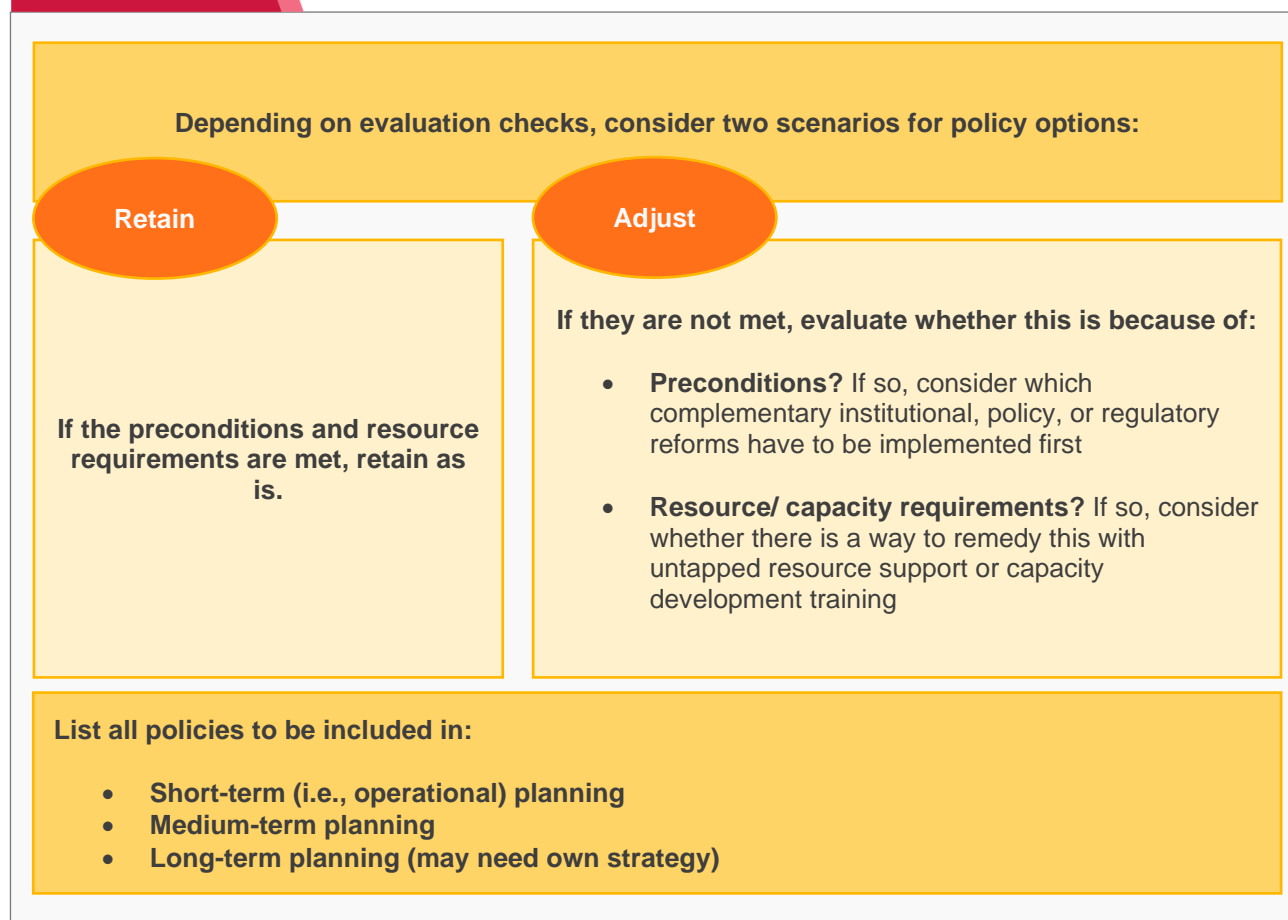 Depending on evaluation checks, consider two scenarios for policy options:
Retain
If the preconditions and resource
requirements are met, retain as
is.
Adjust
If they are not met, evaluate whether this is because of:
• Preconditions? If so, consider which
complementary institutional, policy, or regulatory
reforms have to be implemented first
• Resource/ capacity requirements? If so, consider
whether there is a way to remedy this with
untapped resource support or capacity
development training
List all policies to be included in:
• Short-term (i.e., operational) planning
• Medium-term planning
• Long-term planning (may need own strategy)